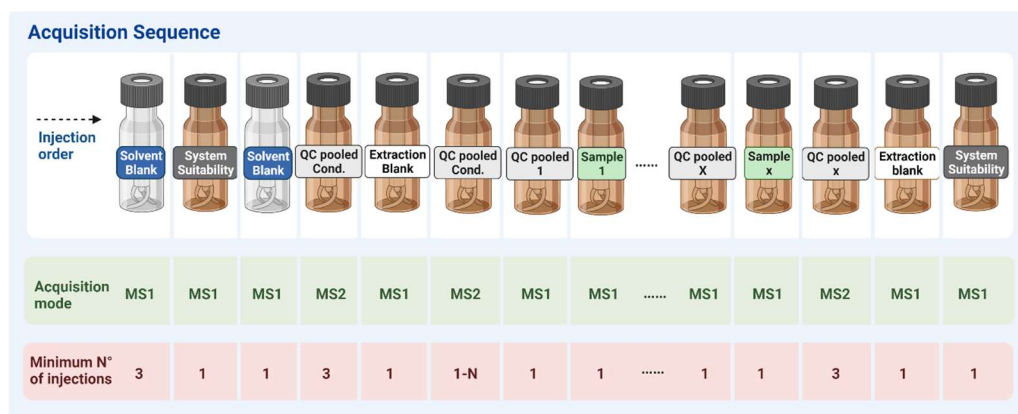 Acquisition Sequence
Injection
order
Solvent
Blank
System
Suitability
Solvent
Blank
QC pooled
Cond.
Extraction
Blank
QC pooled
Cond.
QC pooled
1
Sample
1
......
QC pooled
X
Sample
x
QC pooled
x
Extraction
blank
System
Suitability
Acquisition
mode
MS1 MS1 MS1 MS2 MS1 MS2 MS1 MS1 ...... MS1 MS1 MS2 MS1 MS1
Minimum N°
of injections
3 1 1 3 1 1-N 1 1 ...... 1 1 3 1 1